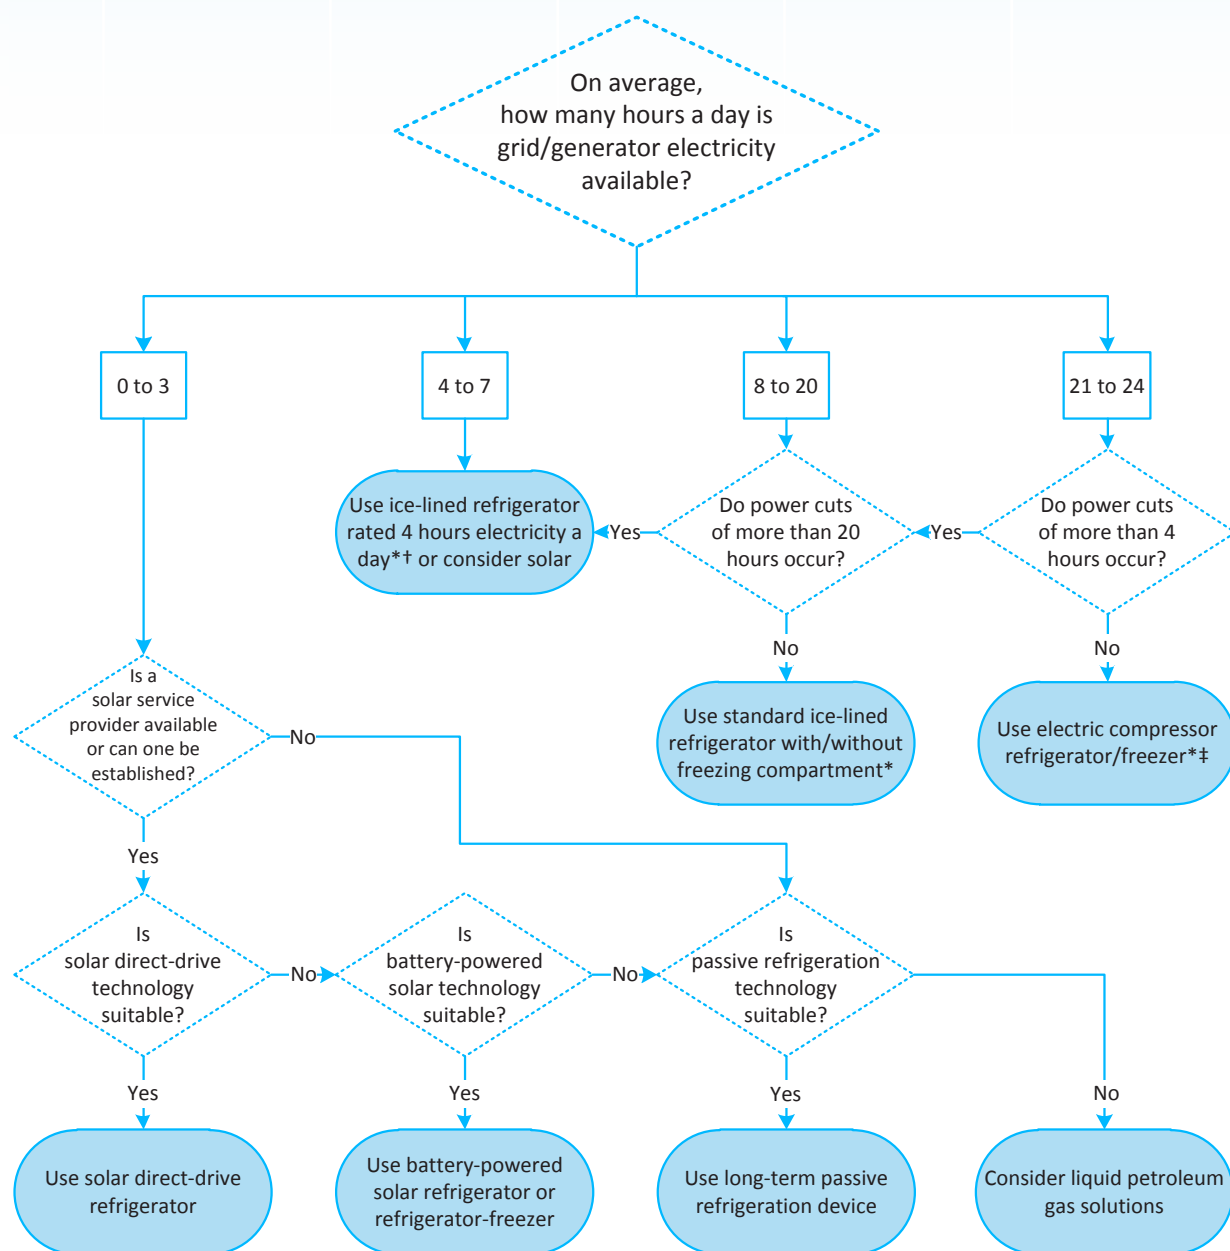 On average,
how many hours a day is
grid/generator electricity
available?
0 to 3
4 to 7
8 to 20
21 to 24
Use ice-lined refrigerator
rated 4 hours electricity a
day*† or consider solar
Yes
Do power cuts
of more than 20
hours occur?
Yes
Do power cuts
of more than 4
hours occur?
No
No
Is a
solar service
provider available
or can one be
established?
No
Use standard ice-lined
refrigerator with/without
freezing compartment*
Use electric compressor
refrigerator/freezer*‡
Yes
Is
solar direct-drive
technology
suitable?
No
Is
battery-powered
solar technology
suitable?
No
Is
passive refrigeration
technology
suitable?
Yes
Yes
Yes
No
Use solar direct-drive
refrigerator
Use battery-powered
solar refrigerator or
refrigerator-freezer
Use long-term passive
refrigeration device
Consider liquid petroleum
gas solutions